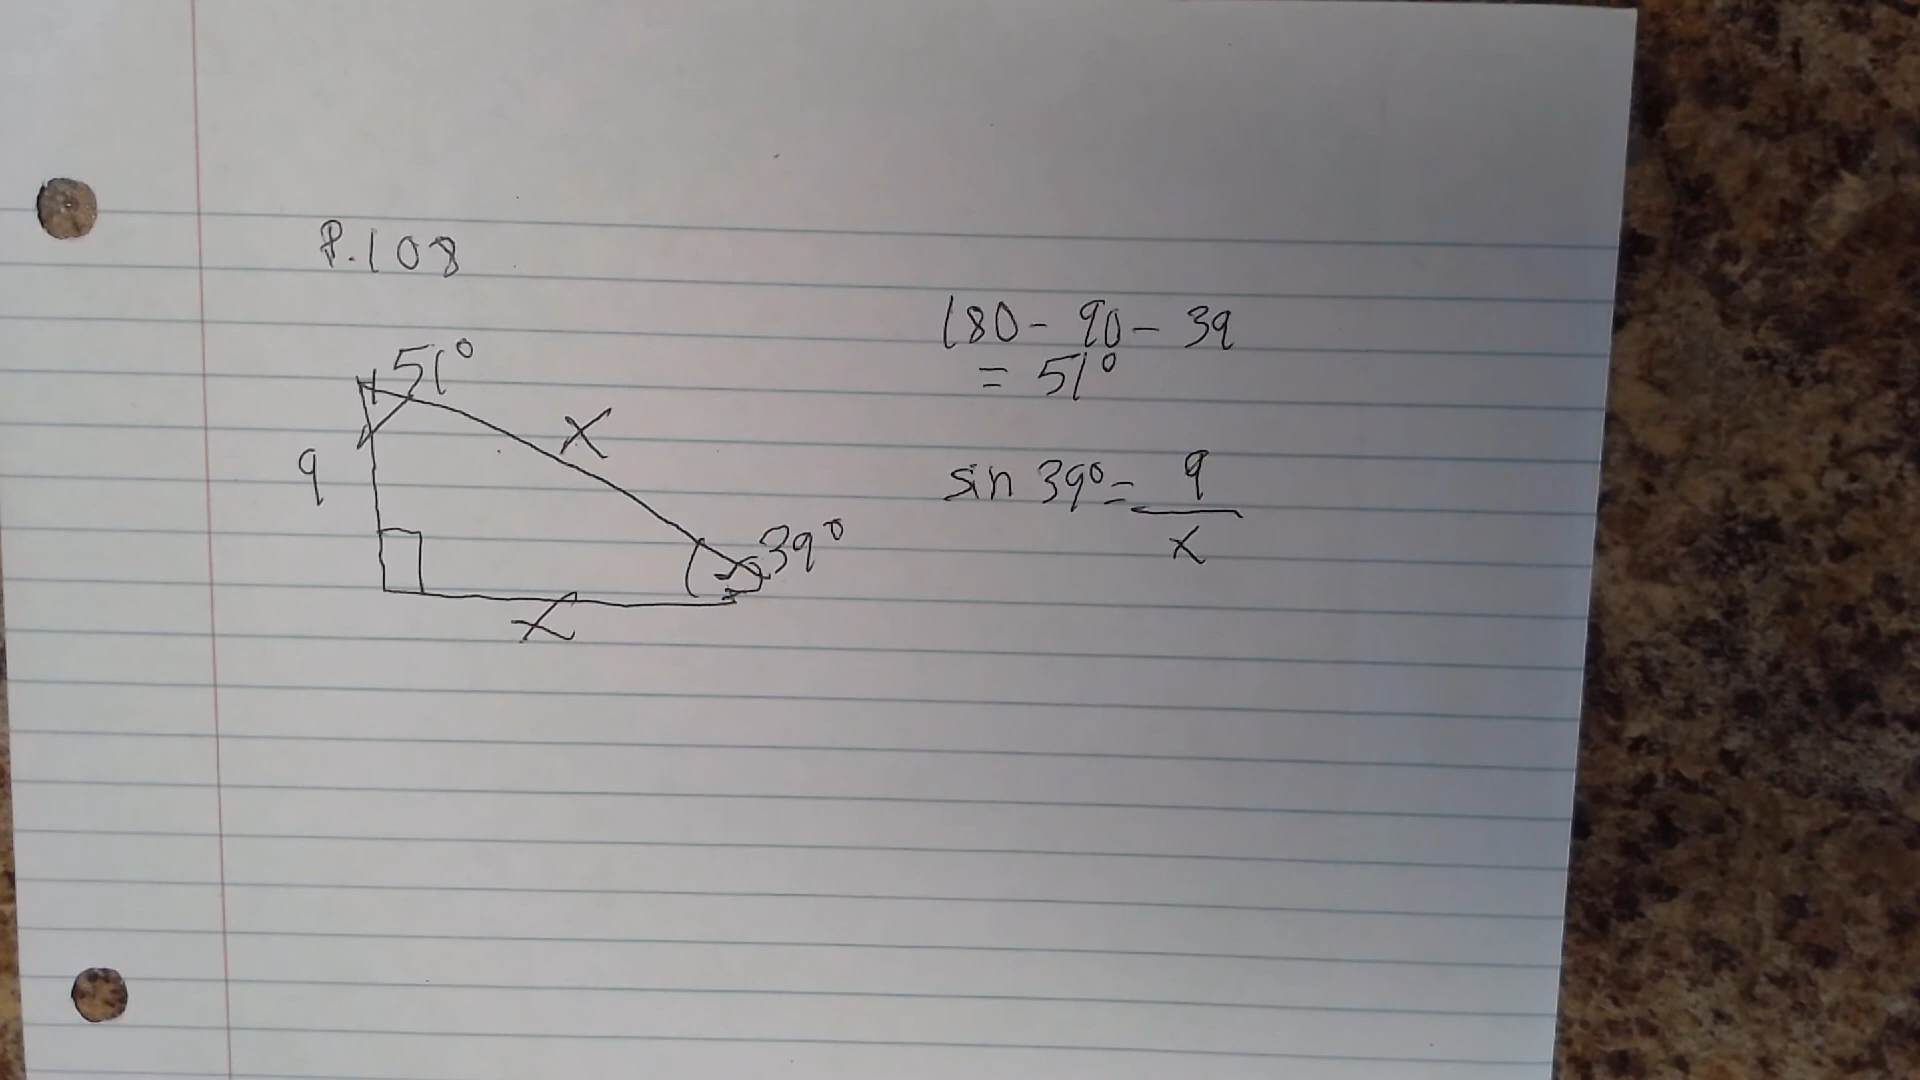 P.108
51°
x
9
39°
x
180 - 90 - 39
= 51°
sin 39° = 9
x